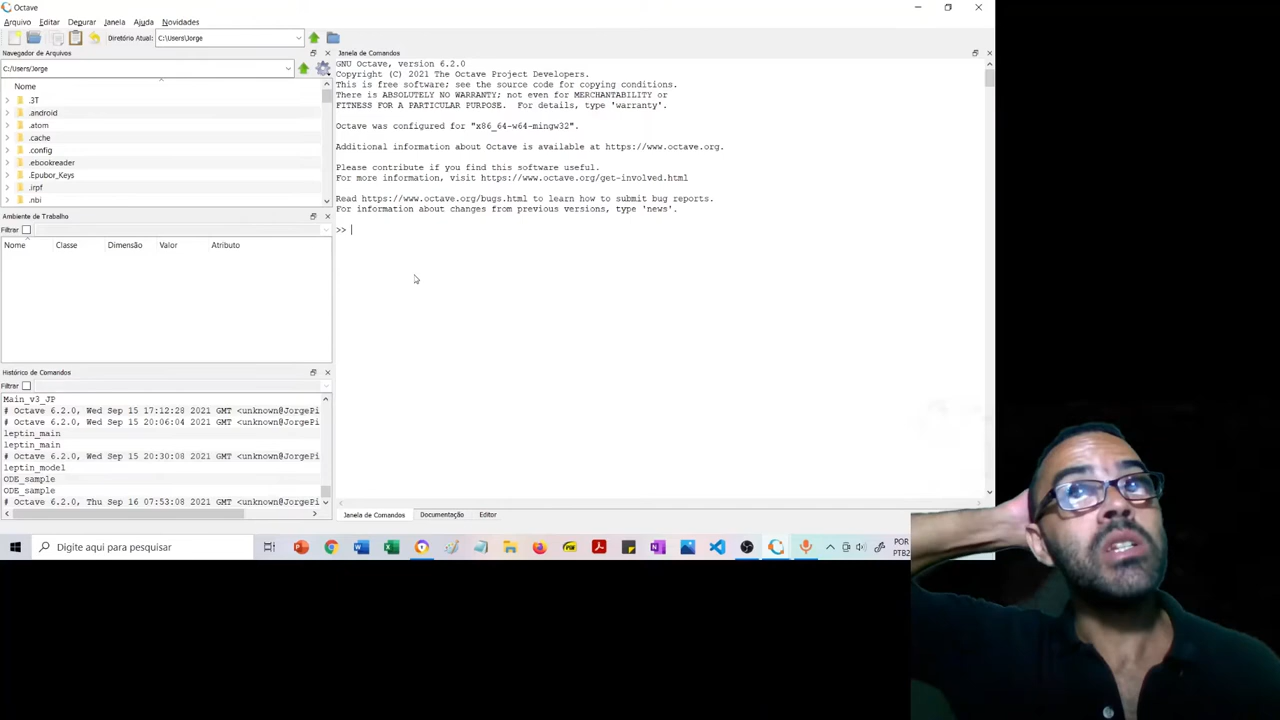 Octave
Arquivo Editar Depurar Janela Ajuda Novidades
Diretório Atual: C:\Users\Jorge
Navegador de Arquivos
C:/Users/Jorge
Nome
.3T
.android
.atom
.cache
.config
.ebookreader
.Epubor_Keys
.irpf
.nbi
Ambiente de Trabalho
Filtrar
Nome Classe Dimensão Valor Atributo
Histórico de Comandos
Filtrar
Main_v3_JP
# Octave 6.2.0, Wed Sep 15 17:12:28 2021 GMT <unknown@JorgePi
# Octave 6.2.0, Wed Sep 15 20:06:04 2021 GMT <unknown@JorgePi
leptin_main
leptin_main
# Octave 6.2.0, Wed Sep 15 20:30:08 2021 GMT <unknown@JorgePi
leptin_model
ODE_sample
ODE_sample
# Octave 6.2.0, Thu Sep 16 07:53:08 2021 GMT <unknown@JorgePi
Janela de Comandos
GNU Octave, version 6.2.0
Copyright (C) 2021 The Octave Project Developers.
This is free software; see the source code for copying conditions.
There is ABSOLUTELY NO WARRANTY; not even for MERCHANTABILITY or
FITNESS FOR A PARTICULAR PURPOSE. For details, type 'warranty'.
Octave was configured for "x86_64-w64-mingw32".
Additional information about Octave is available at https://www.octave.org.
Please contribute if you find this software useful.
For more information, visit https://www.octave.org/get-involved.html
Read https://www.octave.org/bugs.html to learn how to submit bug reports.
For information about changes from previous versions, type 'news'.
>>
Janela de Comandos Documentação Editor
Digite aqui para pesquisar
POR
PTB2